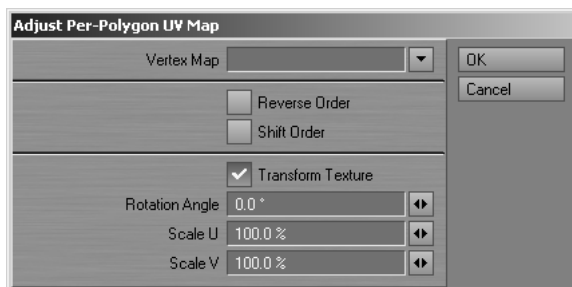 Adjust Per-Polygon UV Map
Vertex Map
OK
Cancel
Reverse Order
Shift Order
Transform Texture
Rotation Angle 0.0 °
Scale U 100.0 %
Scale V 100.0 %